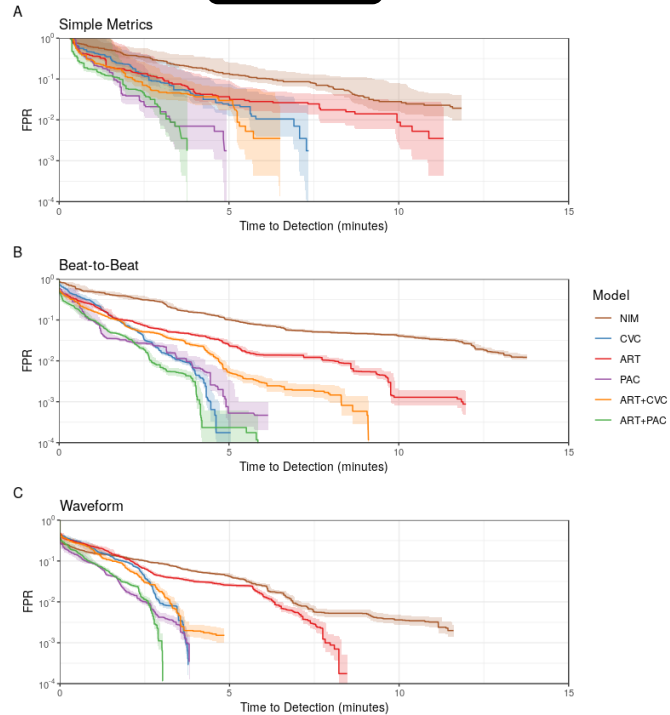 A
Simple Metrics
FPR
10^0
10^-1
10^-2
10^-3
10^-4
0
5
10
15
Time to Detection (minutes)
B
Beat-to-Beat
FPR
10^0
10^-1
10^-2
10^-3
10^-4
0
5
10
15
Time to Detection (minutes)
Model
NIM
CVC
ART
PAC
ART+CVC
ART+PAC
C
Waveform
FPR
10^0
10^-1
10^-2
10^-3
10^-4
0
5
10
15
Time to Detection (minutes)